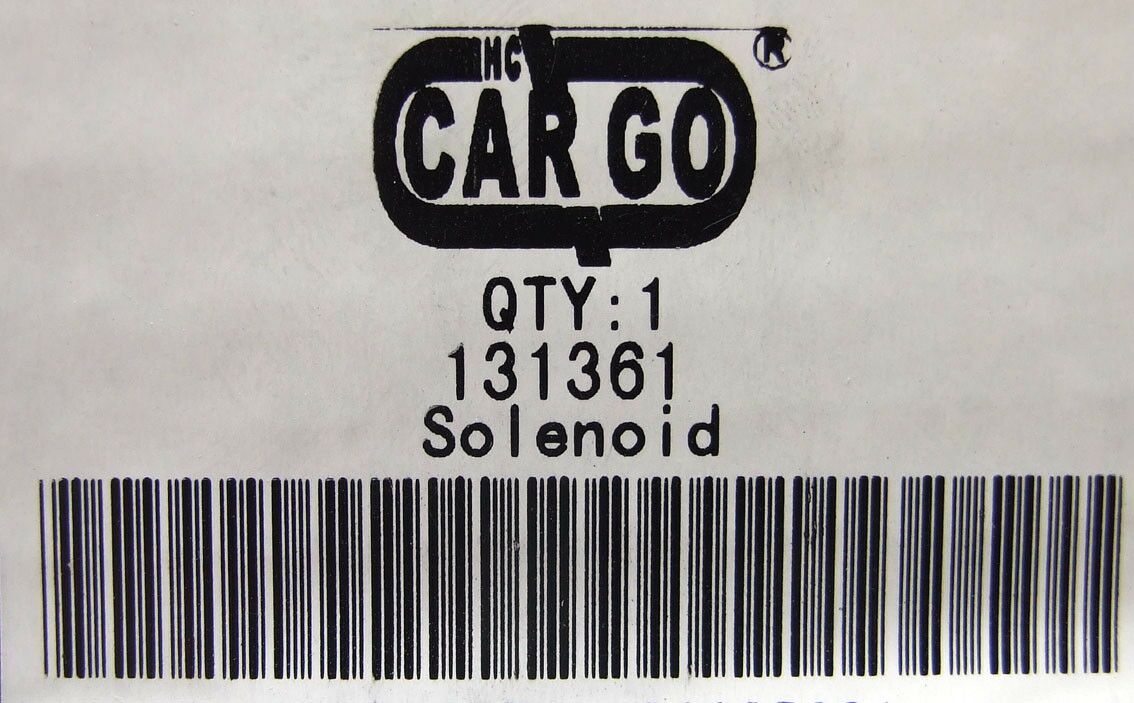 HC
CARGO
®
QTY:1
131361
Solenoid